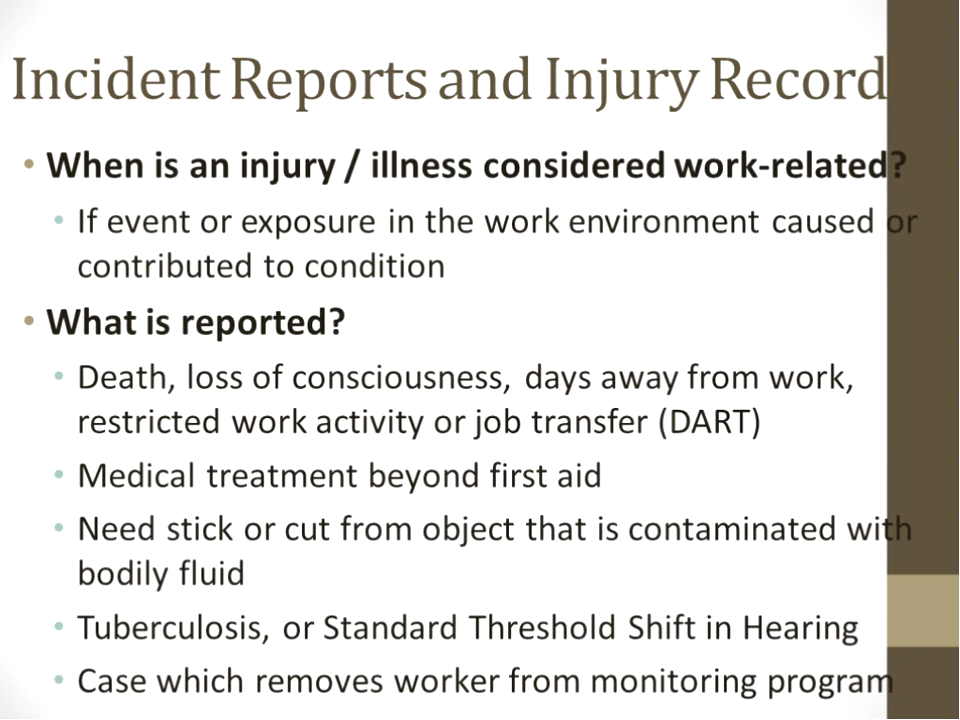 Incident Reports and Injury Record
• When is an injury / illness considered work-related?
• If event or exposure in the work environment caused or
contributed to condition
• What is reported?
• Death, loss of consciousness, days away from work,
restricted work activity or job transfer (DART)
• Medical treatment beyond first aid
• Need stick or cut from object that is contaminated with
bodily fluid
• Tuberculosis, or Standard Threshold Shift in Hearing
• Case which removes worker from monitoring program